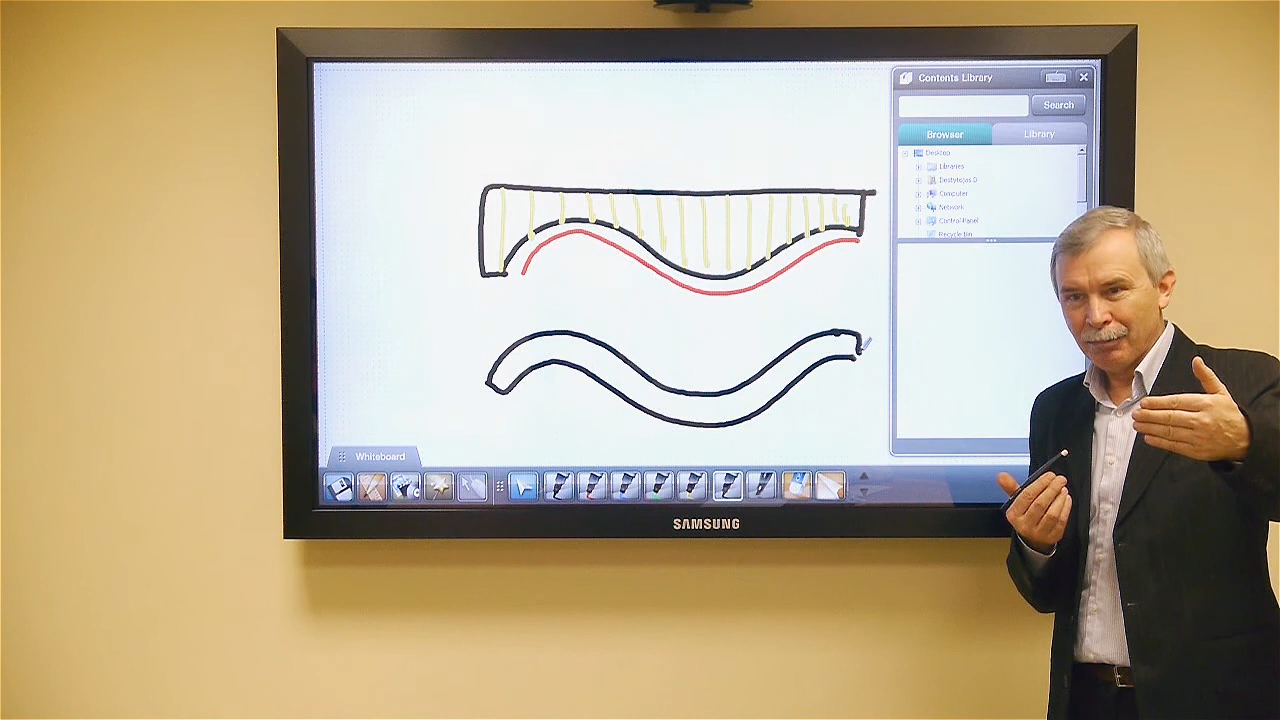 Contents Library
Search
Browser
Library
Desktop
Libraries
Computer
Network
Control Panel
Recycle Bin
Whiteboard
SAMSUNG